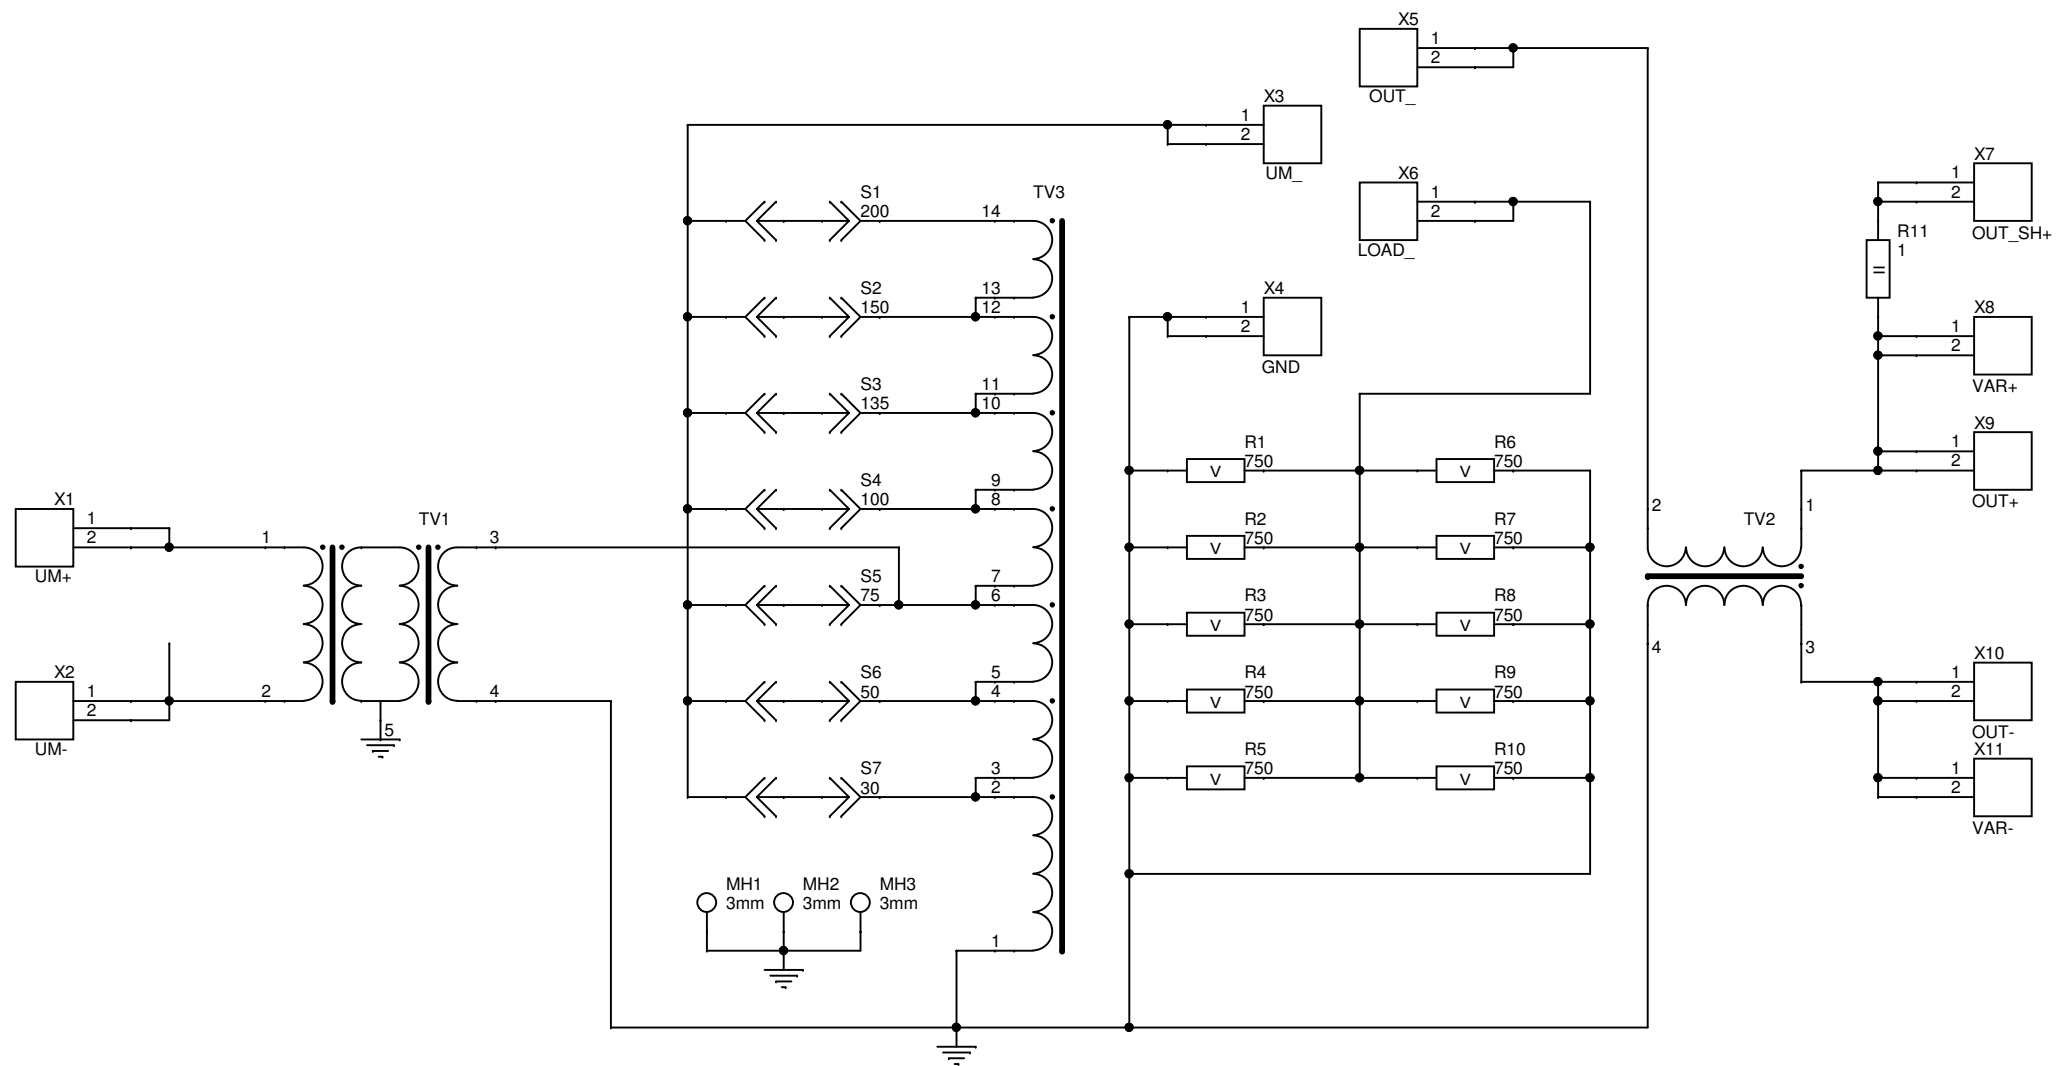 X5
1
2
OUT_
X3
1
2
UM_
X6
1
2
LOAD_
X7
1
2
OUT_SH+
R11
1
S1
200
14
TV3
13
S2
150
12
X4
1
2
GND
X8
1
2
VAR+
11
S3
135
10
R1
750
V
R6
750
V
X9
1
2
OUT+
9
S4
100
8
X1
1
2
UM+
1
TV1
3
R2
750
V
R7
750
V
2
TV2
1
7
S5
75
6
R3
750
V
R8
750
V
4
3
X2
1
2
UM-
2
4
5
5
S6
50
4
R4
750
V
R9
750
V
X10
1
2
OUT-
3
S7
30
2
R5
750
V
R10
750
V
X11
1
2
VAR-
MH1
3mm
MH2
3mm
MH3
3mm
1